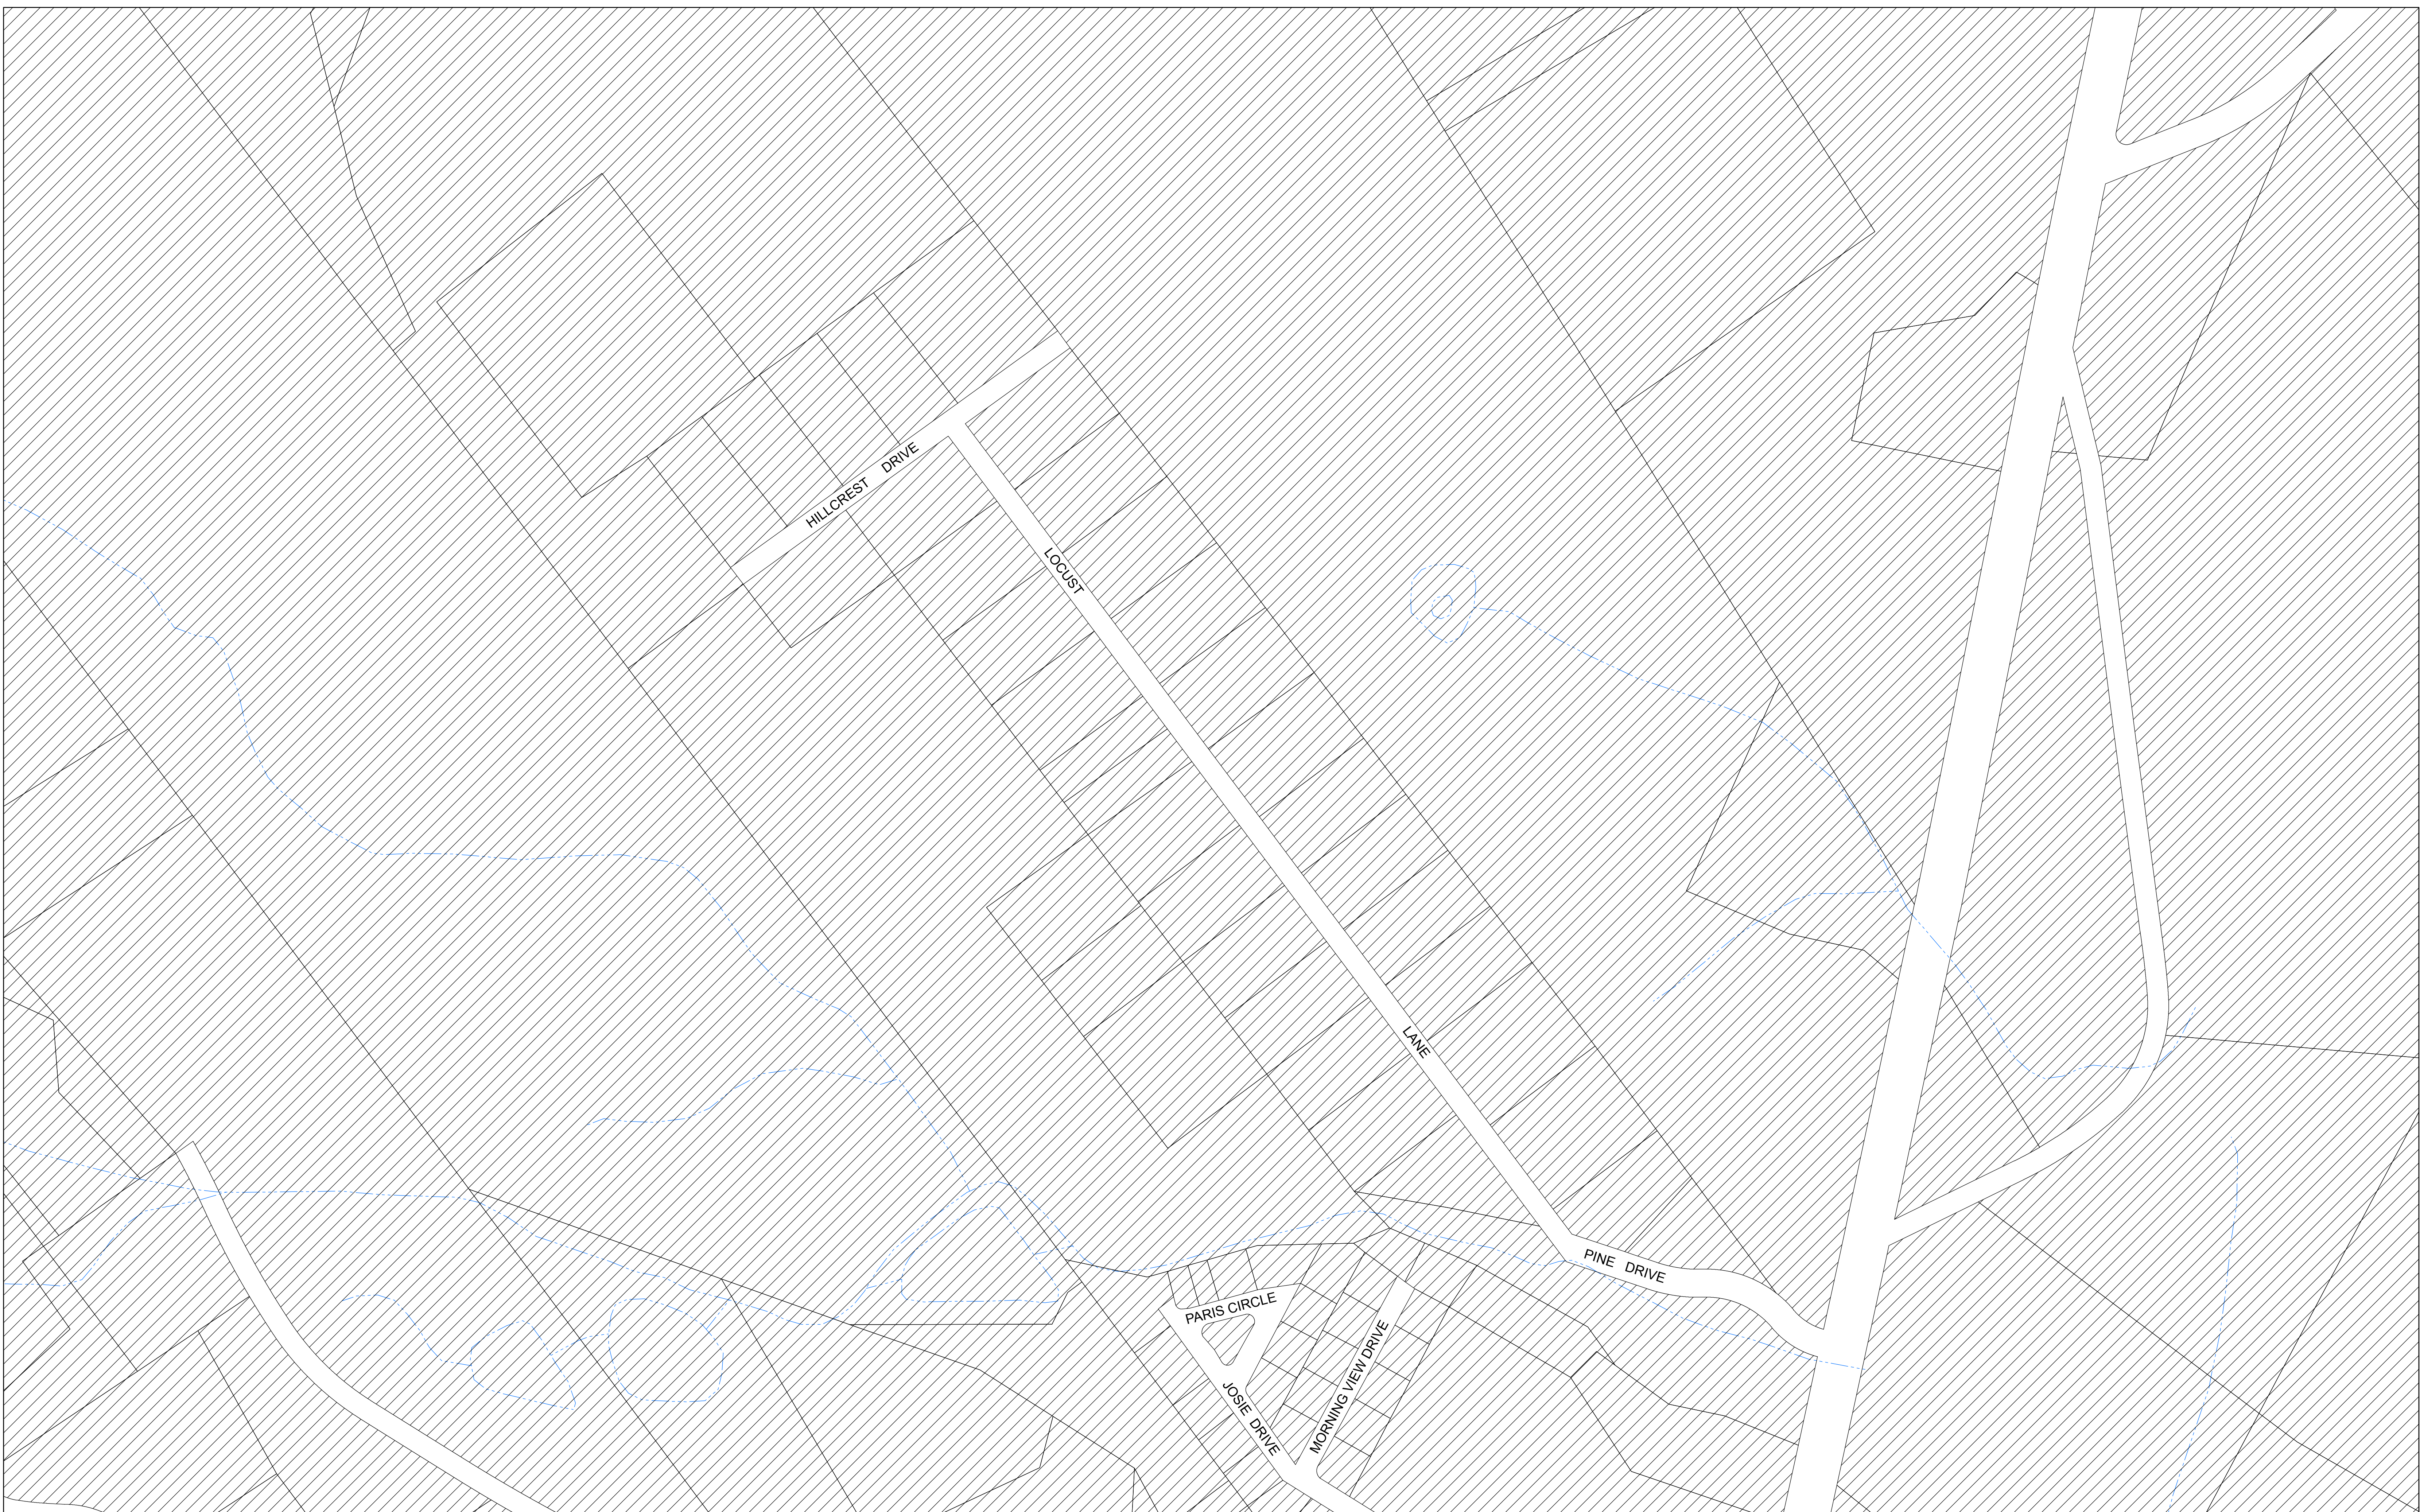 HILLCREST DRIVE
LOCUST LANE
PINE DRIVE
PARIS CIRCLE
JOSIE DRIVE
MORNING VIEW DRIVE